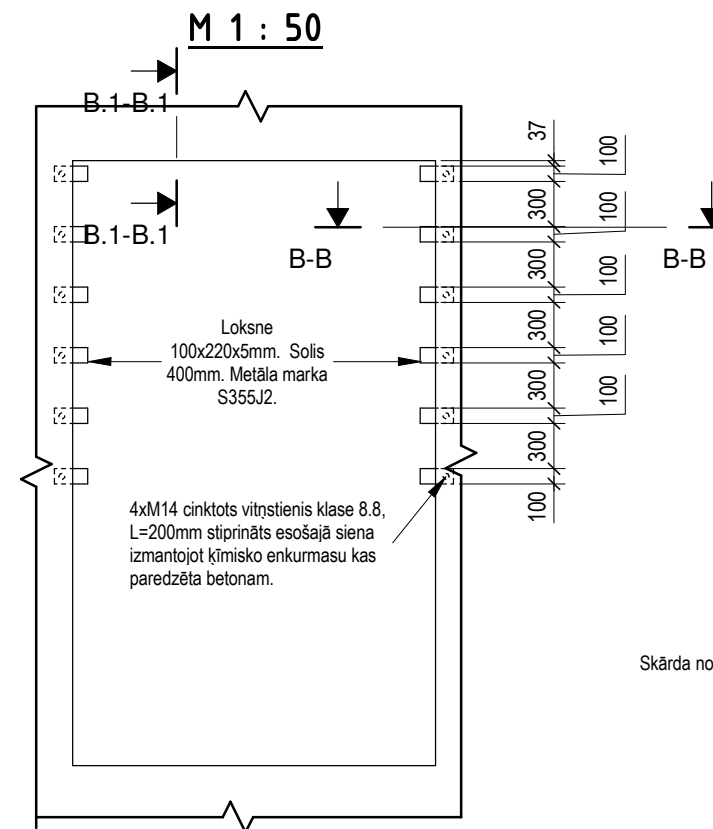 M 1 : 50
B.1-B.1
B.1-B.1
B-B
B-B
Loksne
100x220x5mm. Solis
400mm. Metāla marka
S355J2.
4xM14 cinktots vitņstienis klase 8.8,
L=200mm stiprināts esošajā siena
izmantojot ķīmisko enkurmasu kas
paredzēta betonam.
37
100
300
100
300
100
300
100
300
100
300
100
Skārda no